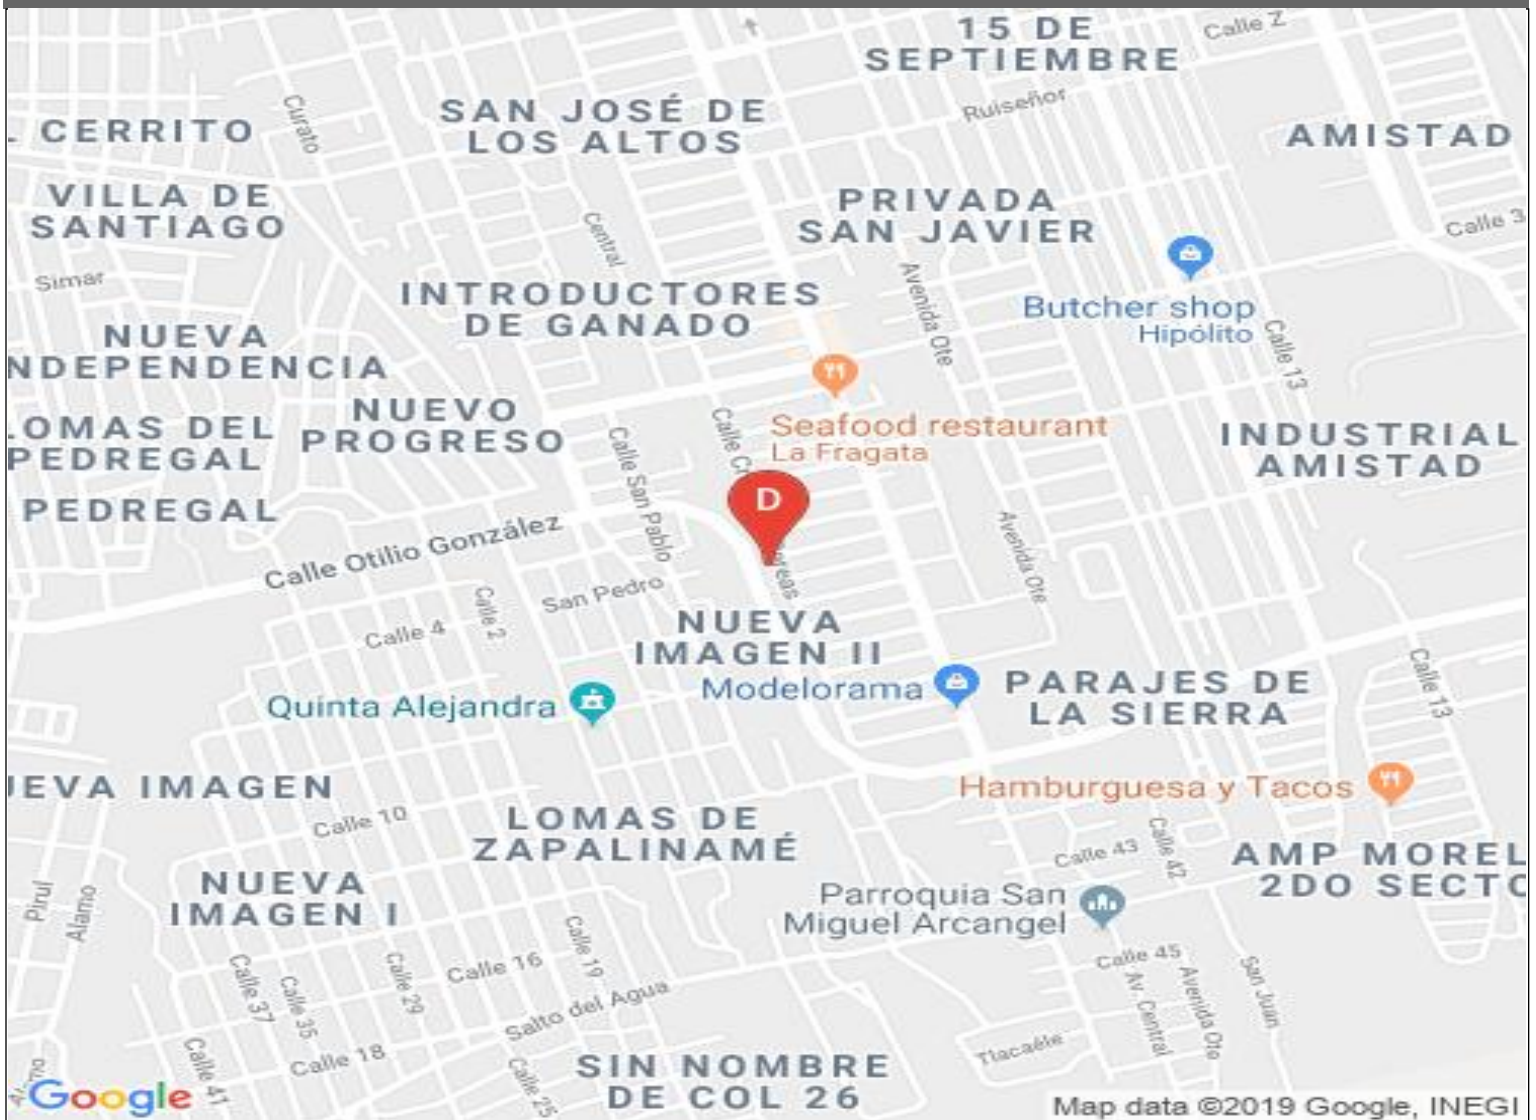 15 DE
SEPTIEMBRE
Calle Z
Ruiseñor
Curato
SAN JOSÉ DE
LOS ALTOS
CERRITO
AMISTAD
VILLA DE
SANTIAGO
PRIVADA
SAN JAVIER
Calle 3
Central
Simar
INTRODUCTORES
DE GANADO
Avenida Ote
Butcher shop
Hipólito
Calle 13
NUEVA
NDEPENDENCIA
NUEVO
PROGRESO
LOMAS DEL
PEDREGAL
Seafood restaurant
La Fragata
INDUSTRIAL
AMISTAD
Calle San Pablo
Calle
D
PEDREGAL
Calle Otilio González
Avenida Ote
San Pedro
Calle 2
Calle 4
NUEVA
IMAGEN II
Quinta Alejandra
Modelorama
PARAJES DE
LA SIERRA
Calle 13
UEVA IMAGEN
Hamburguesa y Tacos
Calle 10
LOMAS DE
ZAPALINAMÉ
Calle 43
Calle 42
AMP MOREL
2DO SECTO
NUEVA
IMAGEN I
Pirul
Alamo
Parroquia San
Miguel Arcangel
Calle 16
Calle 19
Calle 37
Calle 35
Calle 29
Salto del Agua
Calle 45
Av. Central
Avenida Ote
San Juan
Calle 18
Calle 41
Calle 25
Tlacaéle
SIN NOMBRE
DE COL 26
Google
Map data ©2019 Google, INEGI